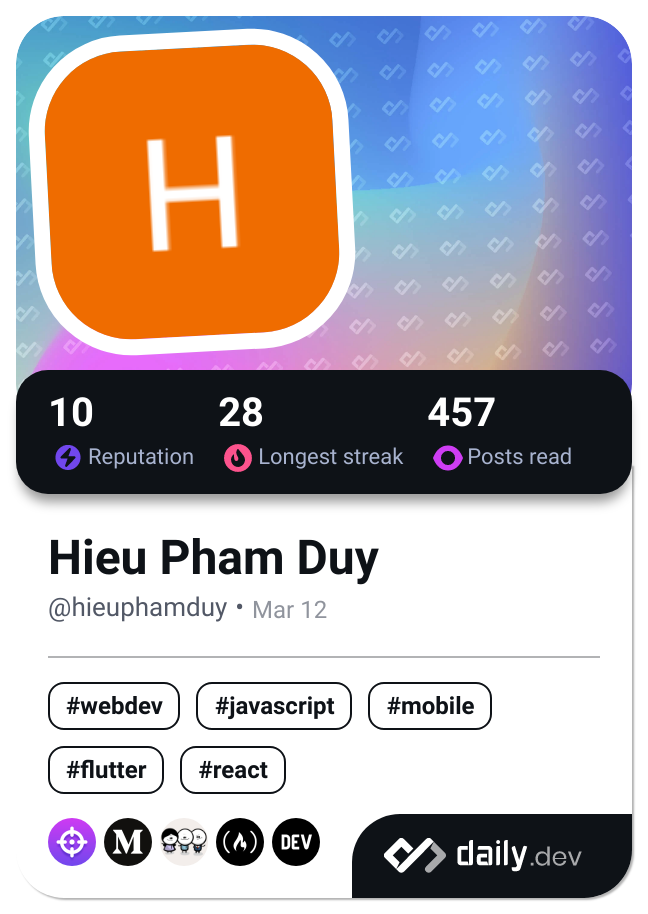 H
10 28 457
Reputation Longest streak Posts read
Hieu Pham Duy
@hieuphamduy • Mar 12
#webdev #javascript #mobile
#flutter #react
M DEV
daily.dev